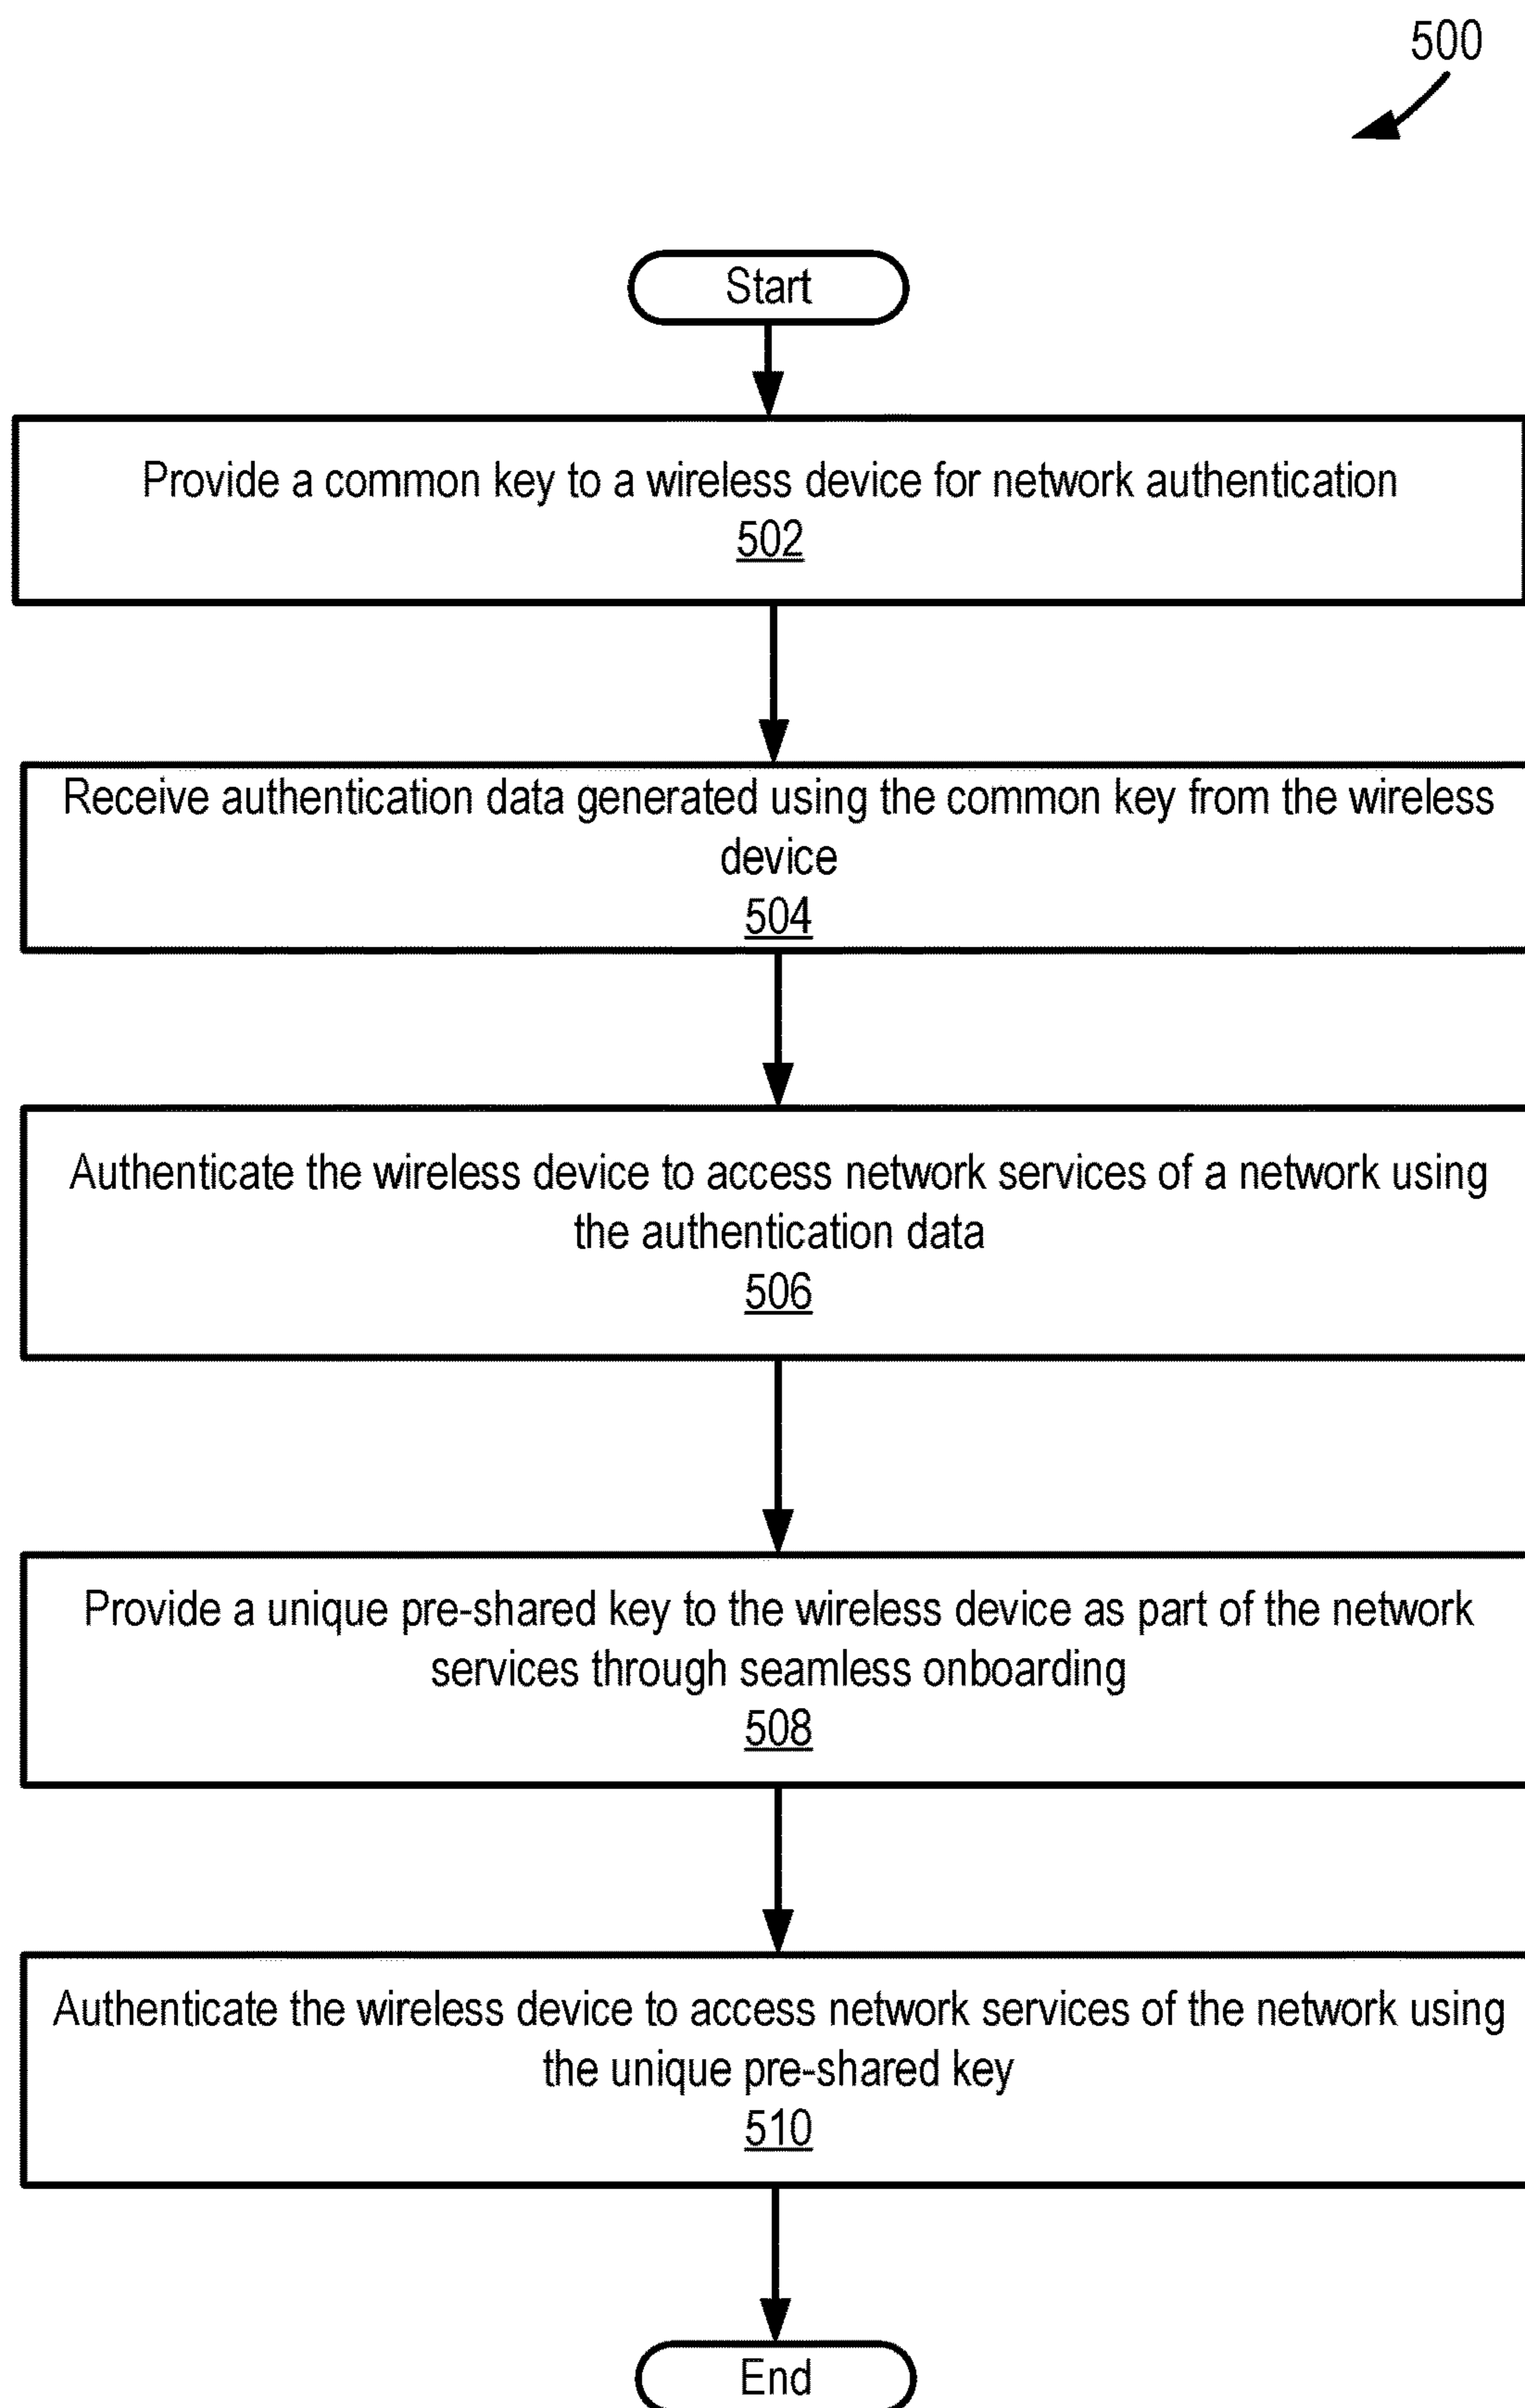 500
Start
Provide a common key to a wireless device for network authentication
502
Receive authentication data generated using the common key from the wireless
device
504
Authenticate the wireless device to access network services of a network using
the authentication data
506
Provide a unique pre-shared key to the wireless device as part of the network
services through seamless onboarding
508
Authenticate the wireless device to access network services of the network using
the unique pre-shared key
510
End